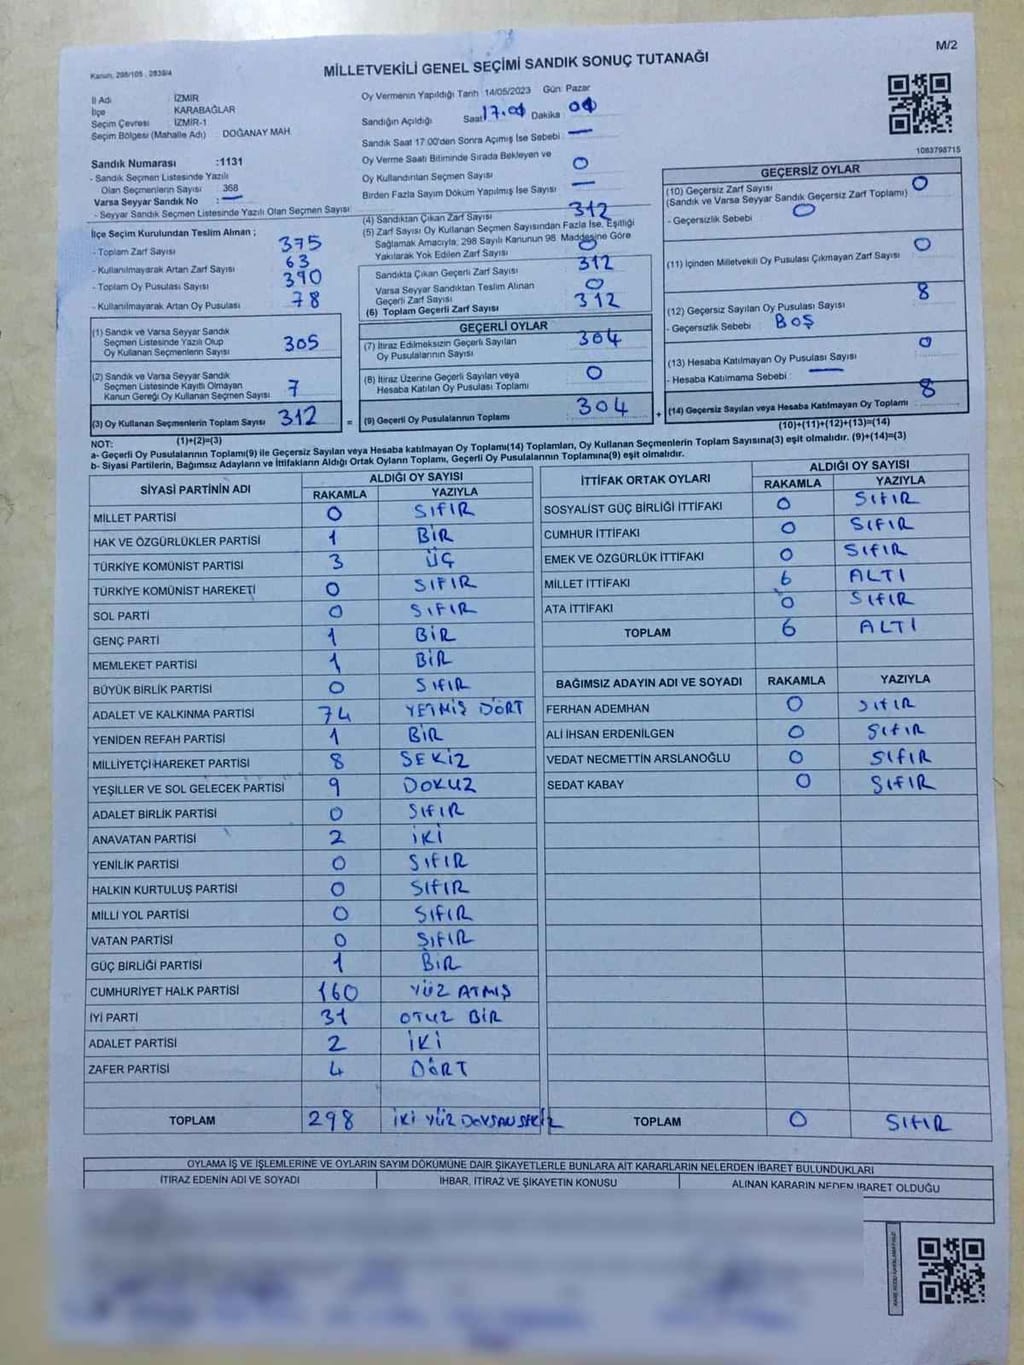 M/2
Kanun; 298/105 , 2839/4
MİLLETVEKİLİ GENEL SEÇİMİ SANDIK SONUÇ TUTANAĞI
İl Adı İZMİR
İlçe KARABAĞLAR
Seçim Çevresi İZMİR-1
Seçim Bölgesi (Mahalle Adı) DOĞANAY MAH.
Sandık Numarası :1131
- Sandık Seçmen Listesinde Yazılı
Olan Seçmenlerin Sayısı 368
Varsa Seyyar Sandık No : —
- Seyyar Sandık Seçmen Listesinde Yazılı Olan Seçmen Sayısı
İlçe Seçim Kurulundan Teslim Alınan ;
- Toplam Zarf Sayısı 375
- Kullanılmayarak Artan Zarf Sayısı 63
- Toplam Oy Pusulası Sayısı 390
- Kullanılmayarak Artan Oy Pusulası 78
(1) Sandık ve Varsa Seyyar Sandık
Seçmen Listesinde Yazılı Olup
Oy Kullanan Seçmenlerin Sayısı 305
(2) Sandık ve Varsa Seyyar Sandık
Seçmen Listesinde Kayıtlı Olmayan
Kanun Gereği Oy Kullanan Seçmen Sayısı 7
(3) Oy Kullanan Seçmenlerin Toplam Sayısı 312
(1)+(2)=(3)
Oy Vermenin Yapıldığı Tarih 14/05/2023 Gün Pazar
Sandığın Açıldığı Saat 17.00 Dakika 00
Sandık Saat 17:00'den Sonra Açımış İse Sebebi —
Oy Verme Saati Bitiminde Sırada Bekleyen ve
Oy Kullandırılan Seçmen Sayısı 0
Birden Fazla Sayım Döküm Yapılmış İse Sayısı —
(4) Sandıktan Çıkan Zarf Sayısı 312
(5) Zarf Sayısı Oy Kullanan Seçmen Sayısından Fazla İse, Eşitliği
Sağlamak Amacıyla; 298 Sayılı Kanunun 98. Maddesine Göre
Yakılarak Yok Edilen Zarf Sayısı 0
Sandıkta Çıkan Geçerli Zarf Sayısı 312
Varsa Seyyar Sandıktan Teslim Alınan
Geçerli Zarf Sayısı 0
(6) Toplam Geçerli Zarf Sayısı 312
GEÇERLİ OYLAR
(7) İtiraz Edilmeksizin Geçerli Sayılan
Oy Pusulalarının Sayısı 304
(8) İtiraz Üzerine Geçerli Sayılan veya
Hesaba Katılan Oy Pusulası Toplamı 0
= (9) Geçerli Oy Pusulalarının Toplamı 304 +
1083798715
GEÇERSİZ OYLAR
(10) Geçersiz Zarf Sayısı 0
(Sandık ve Varsa Seyyar Sandık Geçersiz Zarf Toplamı)
- Geçersizlik Sebebi 0
(11) İçinden Milletvekili Oy Pusulası Çıkmayan Zarf Sayısı 0
(12) Geçersiz Sayılan Oy Pusulası Sayısı 8
- Geçersizlik Sebebi : BOŞ
(13) Hesaba Katılmayan Oy Pusulası Sayısı 0
- Hesaba Katılmama Sebebi : —
(14) Geçersiz Sayılan veya Hesaba Katılmayan Oy Toplamı 8
(10)+(11)+(12)+(13)=(14)
NOT:
a- Geçerli Oy Pusulalarının Toplamı(9) ile Geçersiz Sayılan veya Hesaba katılmayan Oy Toplamı(14) Toplamları, Oy Kullanan Seçmenlerin Toplam Sayısına(3) eşit olmalıdır. (9)+(14)=(3)
b- Siyasi Partilerin, Bağımsız Adayların ve İttifakların Aldığı Ortak Oyların Toplamı, Geçerli Oy Pusulalarının Toplamına(9) eşit olmalıdır.
SİYASİ PARTİNİN ADI ALDIĞI OY SAYISI
RAKAMLA YAZIYLA
MİLLET PARTİSİ 0 SIFIR
HAK VE ÖZGÜRLÜKLER PARTİSİ 1 BİR
TÜRKİYE KOMÜNİST PARTİSİ 3 ÜÇ
TÜRKİYE KOMÜNİST HAREKETİ 0 SIFIR
SOL PARTİ 0 SIFIR
GENÇ PARTİ 1 BİR
MEMLEKET PARTİSİ 1 BİR
BÜYÜK BİRLİK PARTİSİ 0 SIFIR
ADALET VE KALKINMA PARTİSİ 74 YETMİŞ DÖRT
YENİDEN REFAH PARTİSİ 1 BİR
MİLLİYETÇİ HAREKET PARTİSİ 8 SEKİZ
YEŞİLLER VE SOL GELECEK PARTİSİ 9 DOKUZ
ADALET BİRLİK PARTİSİ 0 SIFIR
ANAVATAN PARTİSİ 2 İKİ
YENİLİK PARTİSİ 0 SIFIR
HALKIN KURTULUŞ PARTİSİ 0 SIFIR
MİLLİ YOL PARTİSİ 0 SIFIR
VATAN PARTİSİ 0 SIFIR
GÜÇ BİRLİĞİ PARTİSİ 1 BİR
CUMHURİYET HALK PARTİSİ 160 YÜZ ATMIŞ
İYİ PARTİ 31 OTUZ BİR
ADALET PARTİSİ 2 İKİ
ZAFER PARTİSİ 4 DÖRT
TOPLAM 298 İKİ YÜZ DOKSAN SEKİZ
İTTİFAK ORTAK OYLARI ALDIĞI OY SAYISI
RAKAMLA YAZIYLA
SOSYALİST GÜÇ BİRLİĞİ İTTİFAKI 0 SIFIR
CUMHUR İTTİFAKI 0 SIFIR
EMEK VE ÖZGÜRLÜK İTTİFAKI 0 SIFIR
MİLLET İTTİFAKI 6 ALTI
ATA İTTİFAKI 0 SIFIR
TOPLAM 6 ALTI
BAĞIMSIZ ADAYIN ADI VE SOYADI RAKAMLA YAZIYLA
FERHAN ADEMHAN 0 SIFIR
ALİ İHSAN ERDENİLGEN 0 SIFIR
VEDAT NECMETTİN ARSLANOĞLU 0 SIFIR
SEDAT KABAY 0 SIFIR
TOPLAM 0 SIFIR
OYLAMA İŞ VE İŞLEMLERİNE VE OYLARIN SAYIM DÖKÜMÜNE DAİR ŞİKAYETLERLE BUNLARA AİT KARARLARIN NELERDEN İBARET BULUNDUKLARI
İTİRAZ EDENİN ADI VE SOYADI İHBAR, İTİRAZ VE ŞİKAYETİN KONUSU ALINAN KARARIN NEDEN İBARET OLDUĞU